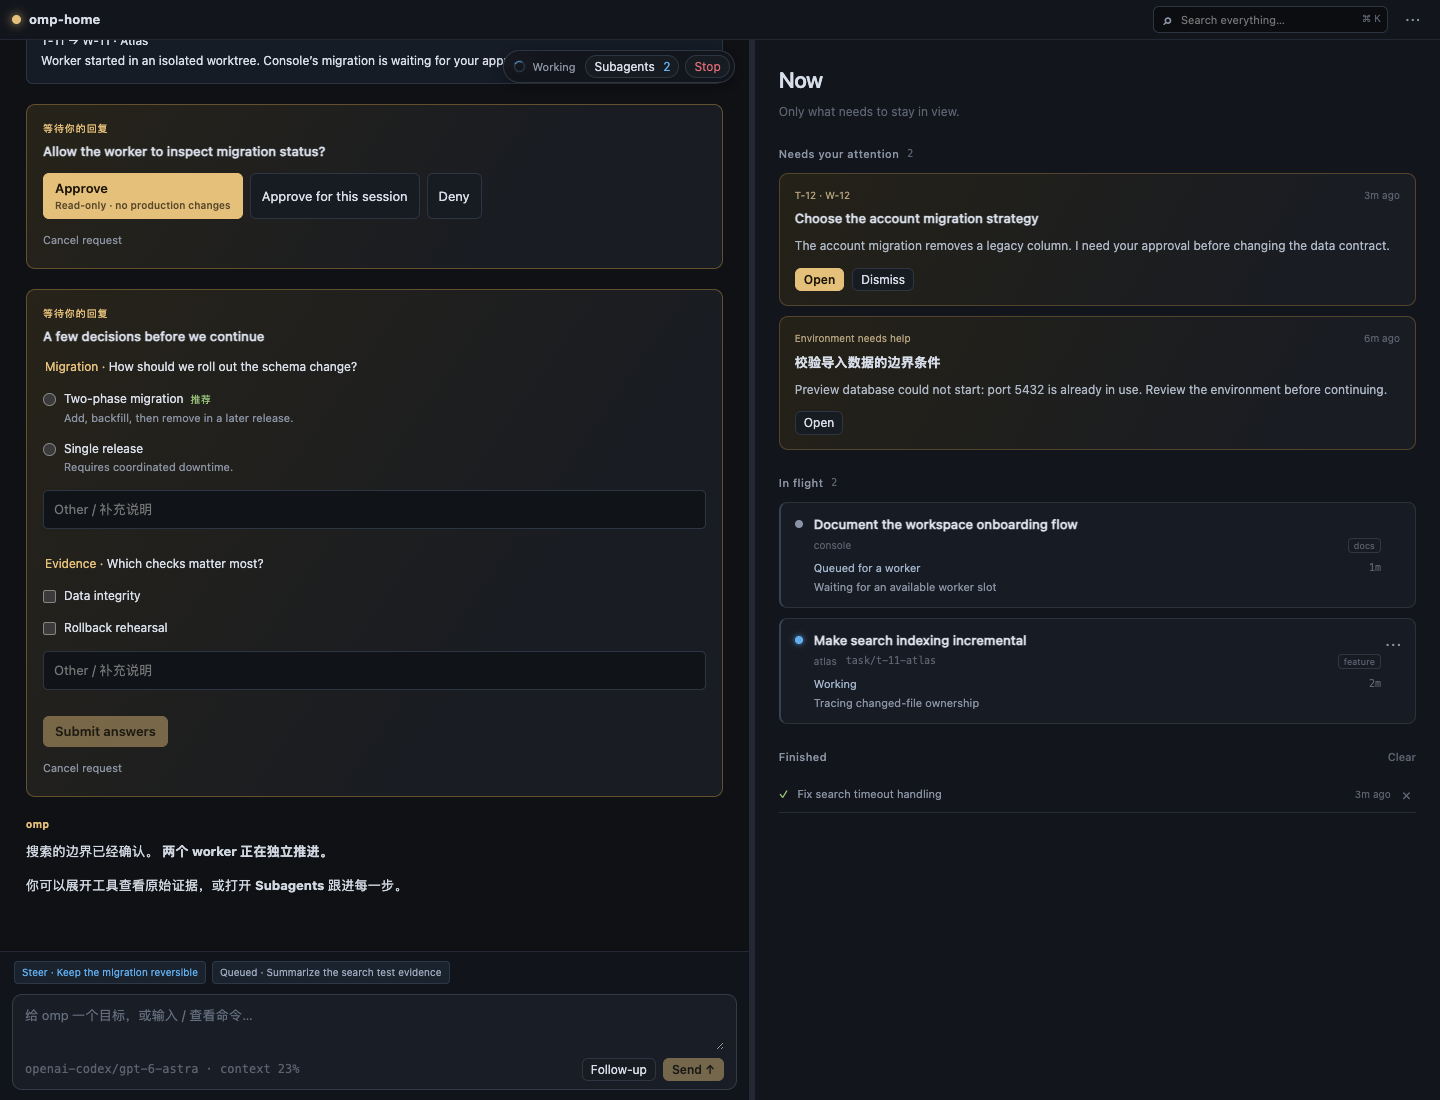 omp-home
Search everything... ⌘ K
T-11 → W-11 · Atlas
Worker started in an isolated worktree. Console's migration is waiting for your app
Working
Subagents 2
Stop
等待你的回复
Allow the worker to inspect migration status?
Approve
Read-only · no production changes
Approve for this session
Deny
Cancel request
等待你的回复
A few decisions before we continue
Migration · How should we roll out the schema change?
Two-phase migration 推荐
Add, backfill, then remove in a later release.
Single release
Requires coordinated downtime.
Other / 补充说明
Evidence · Which checks matter most?
Data integrity
Rollback rehearsal
Other / 补充说明
Submit answers
Cancel request
omp
搜索的边界已经确认。 两个 worker 正在独立推进。
你可以展开工具查看原始证据，或打开 Subagents 跟进每一步。
Steer · Keep the migration reversible
Queued · Summarize the search test evidence
给 omp 一个目标，或输入 / 查看命令...
openai-codex/gpt-6-astra · context 23%
Follow-up
Send ↑
Now
Only what needs to stay in view.
Needs your attention 2
T-12 · W-12 3m ago
Choose the account migration strategy
The account migration removes a legacy column. I need your approval before changing the data contract.
Open
Dismiss
Environment needs help 6m ago
校验导入数据的边界条件
Preview database could not start: port 5432 is already in use. Review the environment before continuing.
Open
In flight 2
Document the workspace onboarding flow
console docs
Queued for a worker 1m
Waiting for an available worker slot
Make search indexing incremental
atlas task/t-11-atlas feature
Working 2m
Tracing changed-file ownership
Finished Clear
Fix search timeout handling 3m ago